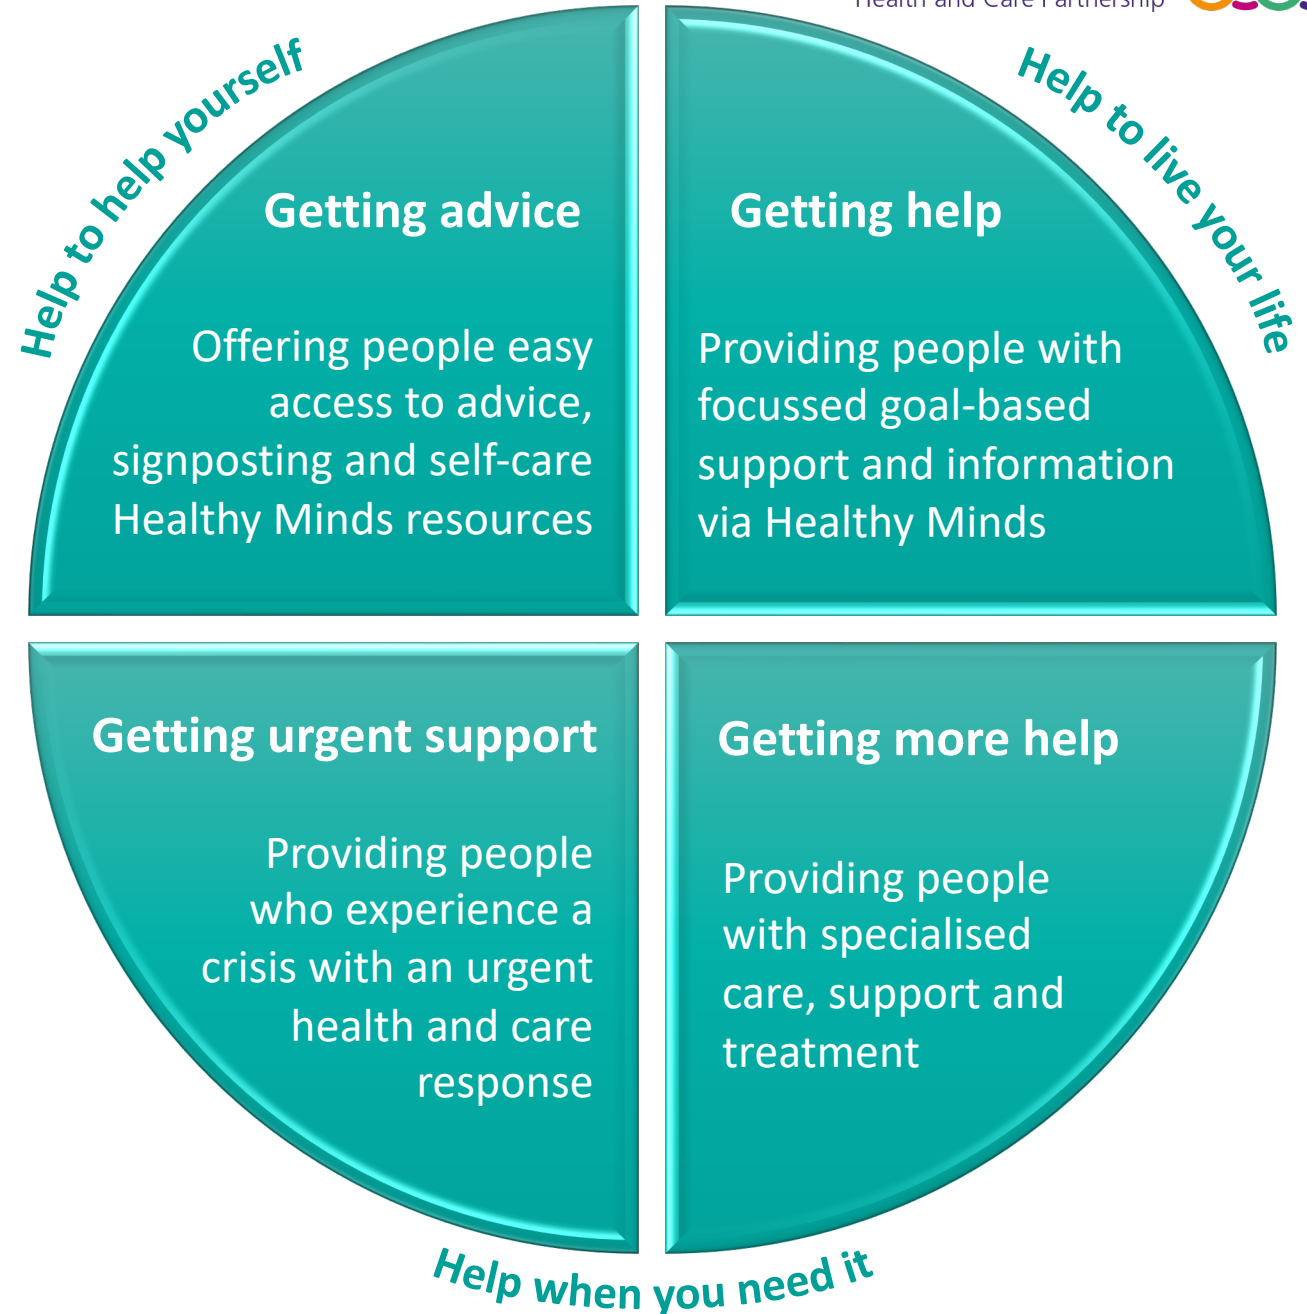 Health and Care Partnership
Help to help yourself
Help to live your life
Getting advice
Offering people easy
access to advice,
signposting and self-care
Healthy Minds resources
Getting help
Providing people with
focussed goal-based
support and information
via Healthy Minds
Getting urgent support
Providing people
who experience a
crisis with an urgent
health and care
response
Getting more help
Providing people
with specialised
care, support and
treatment
Help when you need it